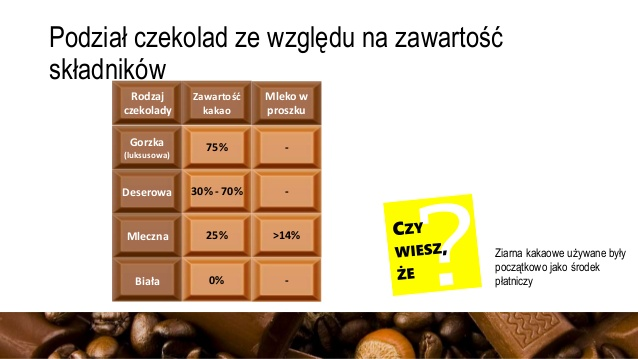 Podział czekolad ze względu na zawartość
składników
Rodzaj czekolady Zawartość kakao Mleko w proszku
Gorzka (luksusowa) 75% -
Deserowa 30% - 70% -
Mleczna 25% >14%
Biała 0% -
?
Czy
wiesz,
że
Ziarna kakaowe używane były
początkowo jako środek
płatniczy